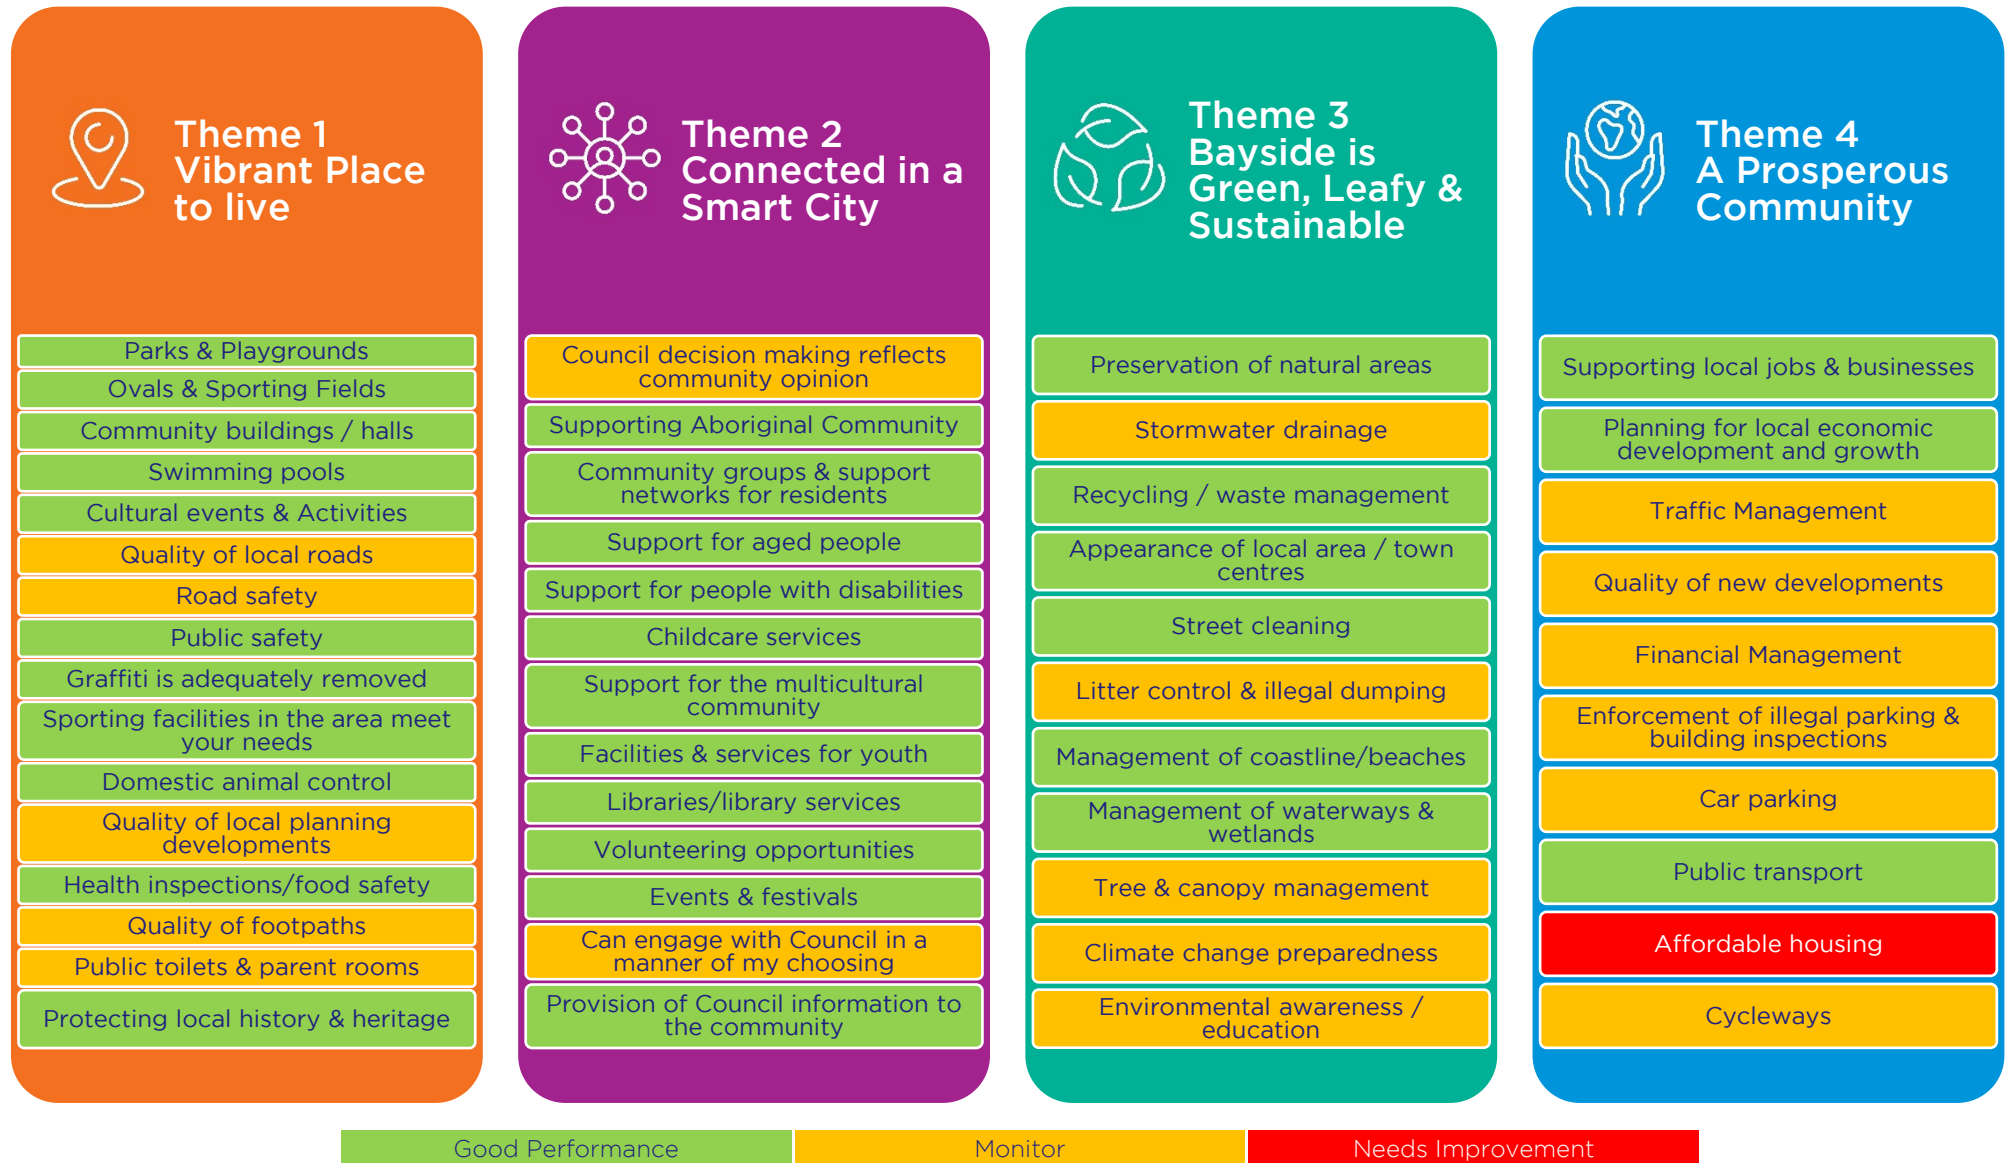 Theme 1
Vibrant Place
to live
Parks & Playgrounds
Ovals & Sporting Fields
Community buildings / halls
Swimming pools
Cultural events & Activities
Quality of local roads
Road safety
Public safety
Graffiti is adequately removed
Sporting facilities in the area meet
your needs
Domestic animal control
Quality of local planning
developments
Health inspections/food safety
Quality of footpaths
Public toilets & parent rooms
Protecting local history & heritage
Theme 2
Connected in a
Smart City
Council decision making reflects
community opinion
Supporting Aboriginal Community
Community groups & support
networks for residents
Support for aged people
Support for people with disabilities
Childcare services
Support for the multicultural
community
Facilities & services for youth
Libraries/library services
Volunteering opportunities
Events & festivals
Can engage with Council in a
manner of my choosing
Provision of Council information to
the community
Theme 3
Bayside is
Green, Leafy &
Sustainable
Preservation of natural areas
Stormwater drainage
Recycling / waste management
Appearance of local area / town
centres
Street cleaning
Litter control & illegal dumping
Management of coastline/beaches
Management of waterways &
wetlands
Tree & canopy management
Climate change preparedness
Environmental awareness /
education
Theme 4
A Prosperous
Community
Supporting local jobs & businesses
Planning for local economic
development and growth
Traffic Management
Quality of new developments
Financial Management
Enforcement of illegal parking &
building inspections
Car parking
Public transport
Affordable housing
Cycleways
Good Performance
Monitor
Needs Improvement